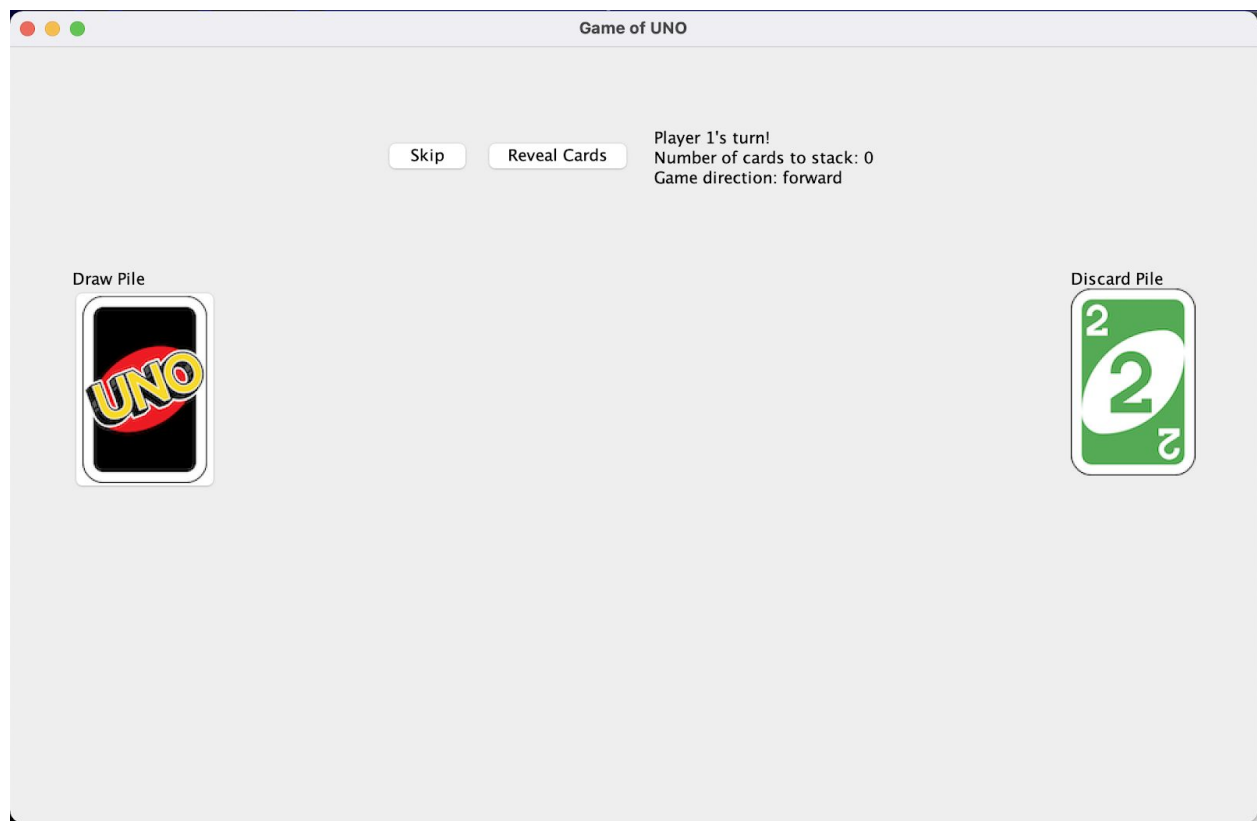 Game of UNO
Skip
Reveal Cards
Player 1's turn!
Number of cards to stack: 0
Game direction: forward
Draw Pile
UNO
Discard Pile
2
2
2